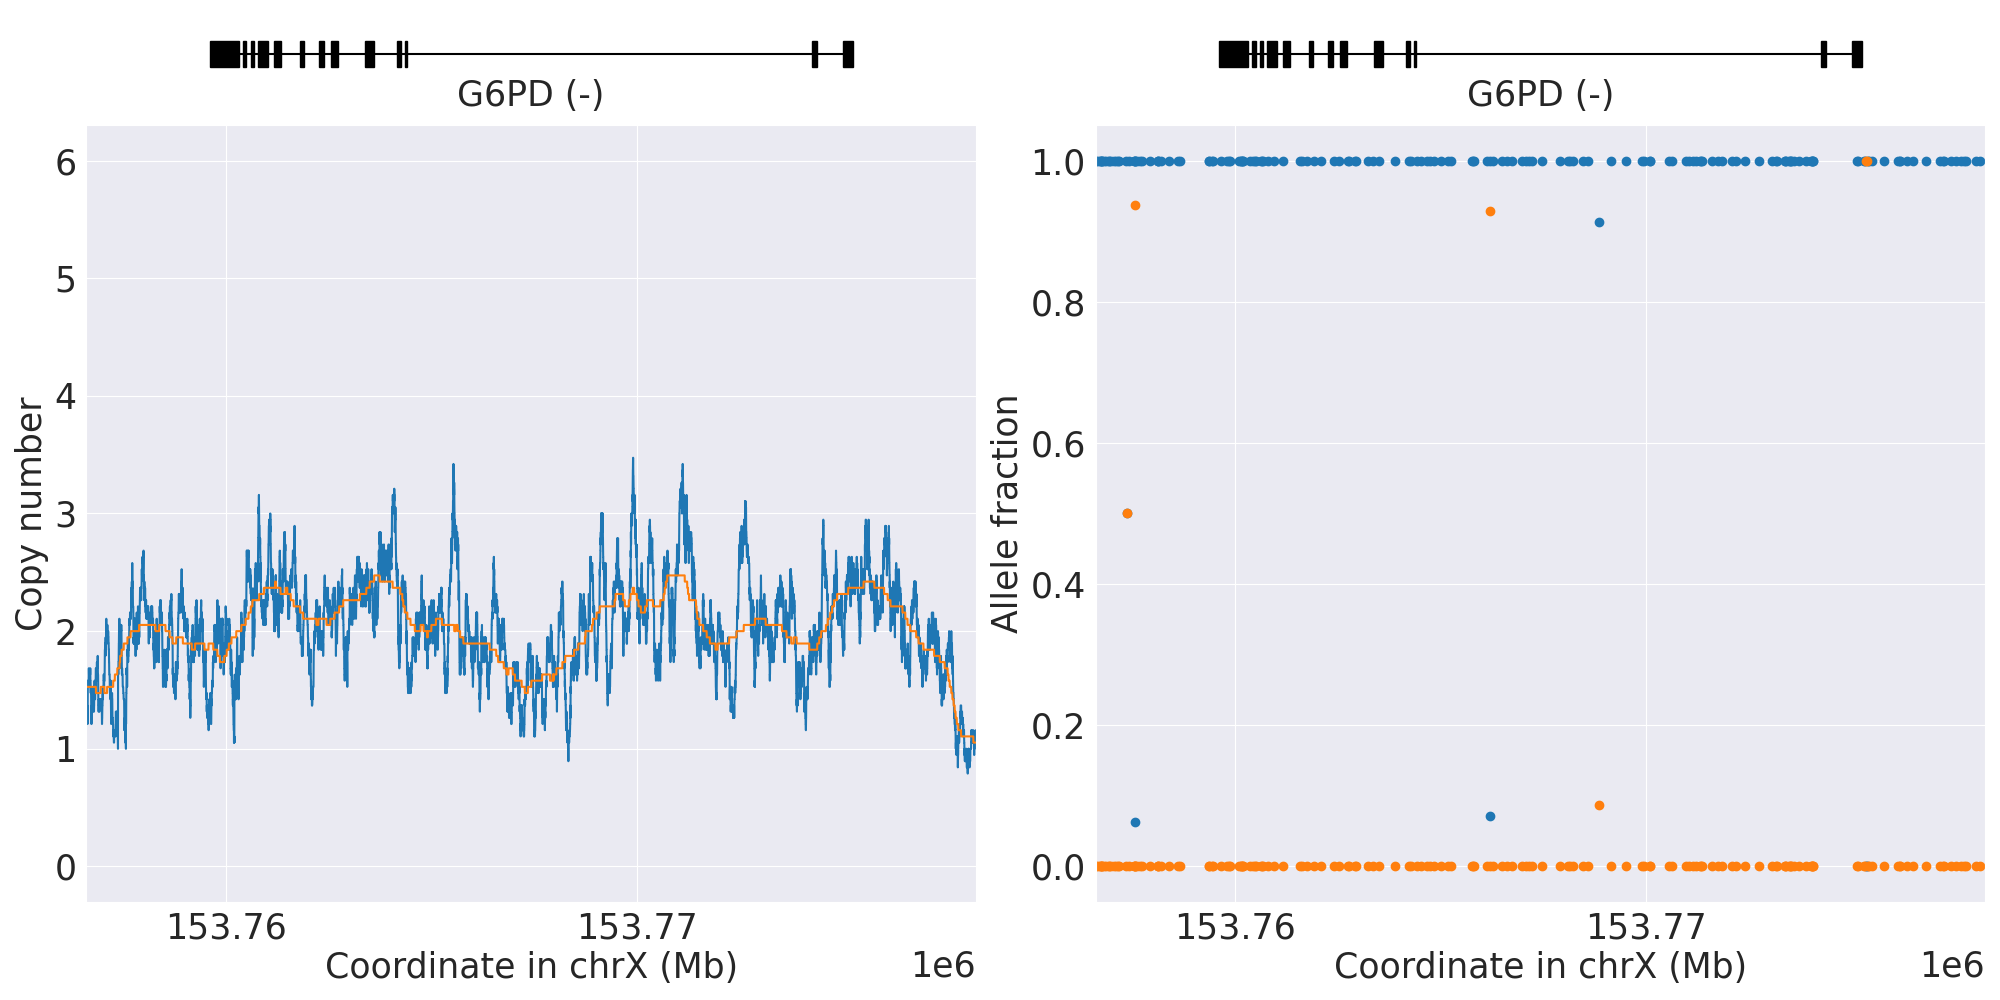 G6PD (-)
G6PD (-)
Copy number
6
5
4
3
2
1
0
153.76
153.77
Coordinate in chrX (Mb)
1e6
Allele fraction
1.0
0.8
0.6
0.4
0.2
0.0
153.76
153.77
Coordinate in chrX (Mb)
1e6